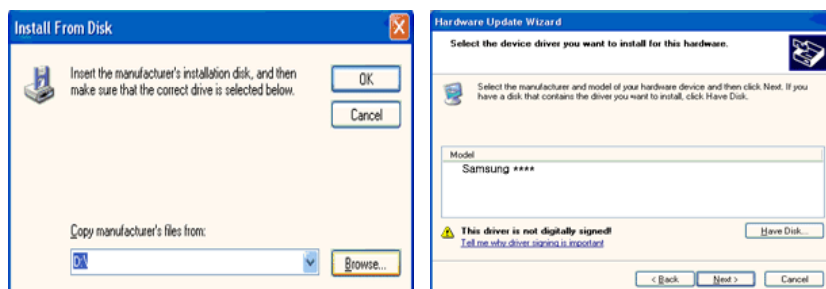 Install From Disk
Insert the manufacturer's installation disk, and then
make sure that the correct drive is selected below.
OK
Cancel
Copy manufacturer's files from:
D:\
Browse...
Hardware Update Wizard
Select the device driver you want to install for this hardware.
Select the manufacturer and model of your hardware device and then click Next. If you
have a disk that contains the driver you want to install, click Have Disk.
Model
Samsung ****
This driver is not digitally signed!
Tell me why driver signing is important
Have Disk...
< Back
Next >
Cancel